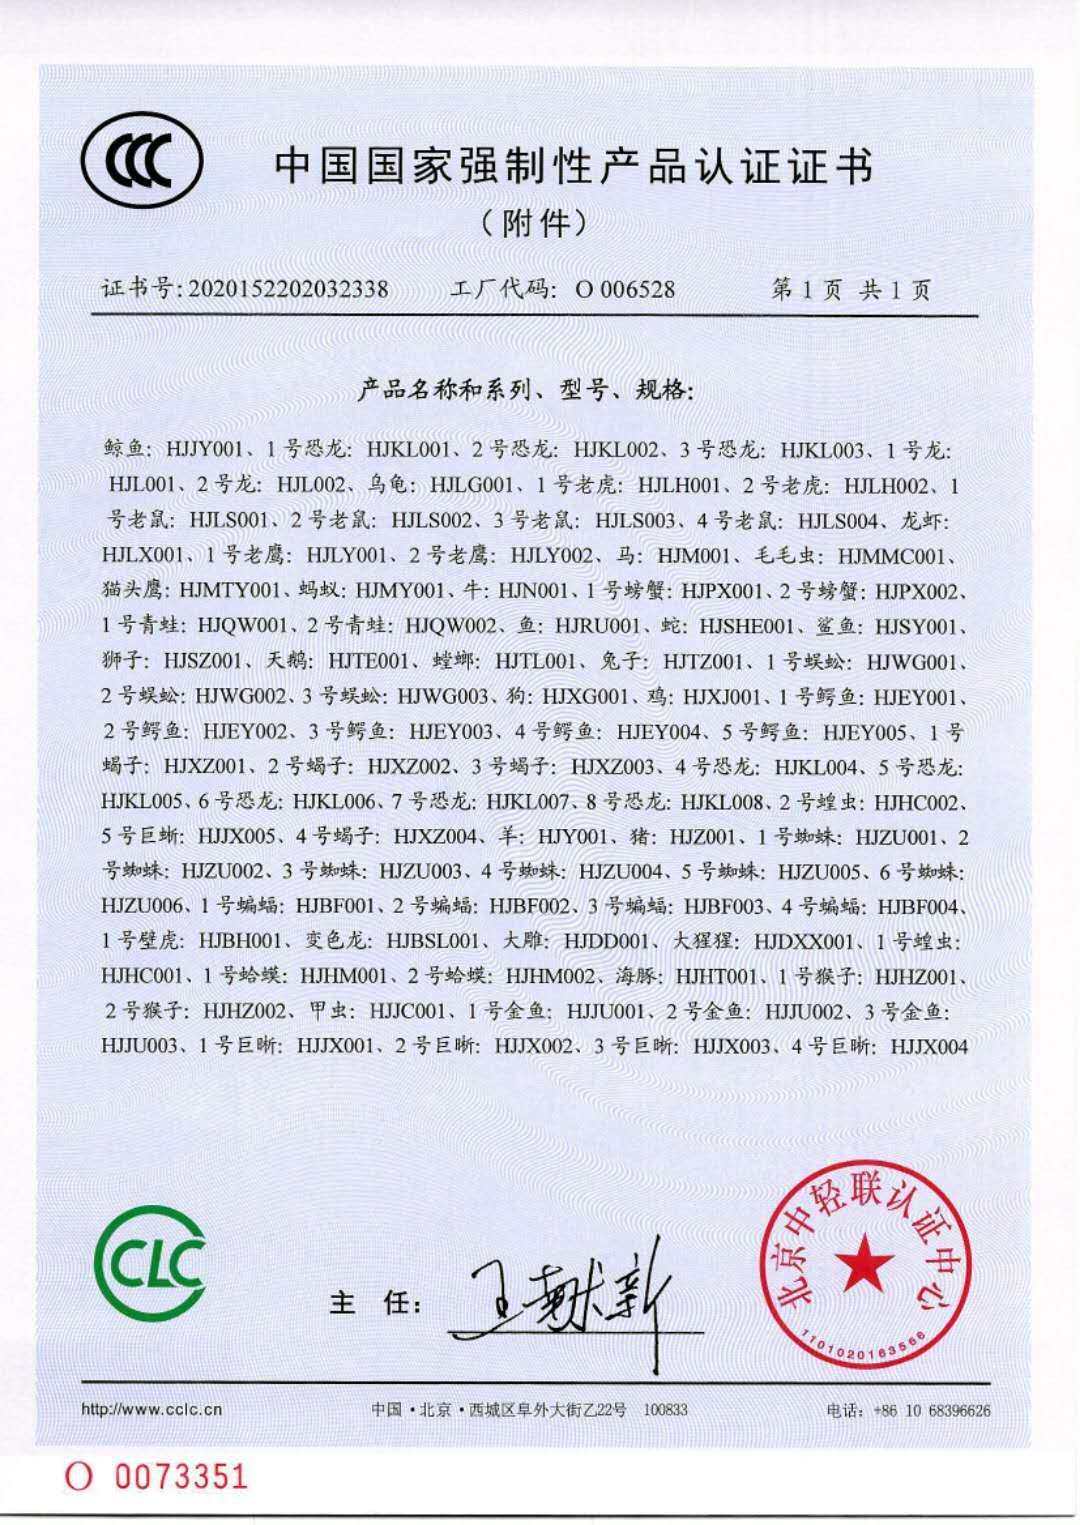 中国国家强制性产品认证证书
（附件）
证书号:2020152202032338 工厂代码: O 006528 第 1 页 共 1 页
产品名称和系列、型号、规格:
鲸鱼: HJJY001、1 号恐龙: HJKL001、2 号恐龙: HJKL002、3 号恐龙: HJKL003、1 号龙:
HJL001、2 号龙: HJL002、乌龟: HJLG001、1 号老虎: HJLH001、2 号老虎: HJLH002、1
号老鼠: HJLS001、2 号老鼠: HJLS002、3 号老鼠: HJLS003、4 号老鼠: HJLS004、龙虾:
HJLX001、1 号老鹰: HJLY001、2 号老鹰: HJLY002、马: HJM001、毛毛虫: HJMMC001、
猫头鹰: HJMTY001、蚂蚁: HJMY001、牛: HJN001、1 号螃蟹: HJPX001、2 号螃蟹: HJPX002、
1 号青蛙: HJQW001、2 号青蛙: HJQW002、鱼: HJRU001、蛇: HJSHE001、鲨鱼: HJSY001、
狮子: HJSZ001、天鹅: HJTE001、螳螂: HJTL001、兔子: HJTZ001、1 号蜈蚣: HJWG001、
2 号蜈蚣: HJWG002、3 号蜈蚣: HJWG003、狗: HJXG001、鸡: HJXJ001、1 号鳄鱼: HJEY001、
2 号鳄鱼: HJEY002、3 号鳄鱼: HJEY003、4 号鳄鱼: HJEY004、5 号鳄鱼: HJEY005、1 号
蝎子: HJXZ001、2 号蝎子: HJXZ002、3 号蝎子: HJXZ003、4 号恐龙: HJKL004、5 号恐龙:
HJKL005、6 号恐龙: HJKL006、7 号恐龙: HJKL007、8 号恐龙: HJKL008、2 号蝗虫: HJHC002、
5 号巨蜥: HJJX005、4 号蝎子: HJXZ004、羊: HJY001、猪: HJZ001、1 号蜘蛛: HJZU001、2
号蜘蛛: HJZU002、3 号蜘蛛: HJZU003、4 号蜘蛛: HJZU004、5 号蜘蛛: HJZU005、6 号蜘蛛:
HJZU006、1 号蝙蝠: HJBF001、2 号蝙蝠: HJBF002、3 号蝙蝠: HJBF003、4 号蝙蝠: HJBF004、
1 号壁虎: HJBH001、变色龙: HJBSL001、大雕: HJDD001、大猩猩: HJDXX001、1 号蝗虫:
HJHC001、1 号蛤蟆: HJHM001、2 号蛤蟆: HJHM002、海豚: HJHT001、1 号猴子: HJHZ001、
2 号猴子: HJHZ002、甲虫: HJJC001、1 号金鱼: HJJU001、2 号金鱼: HJJU002、3 号金鱼:
HJJU003、1 号巨晰: HJJX001、2 号巨晰: HJJX002、3 号巨晰: HJJX003、4 号巨晰: HJJX004
CLC
主 任: 王献新
北京中轻联认证中心
1101020163566
http://www.cclc.cn 中国·北京·西城区阜外大街乙22号 100833 电话: +86 10 68396626
O 0073351